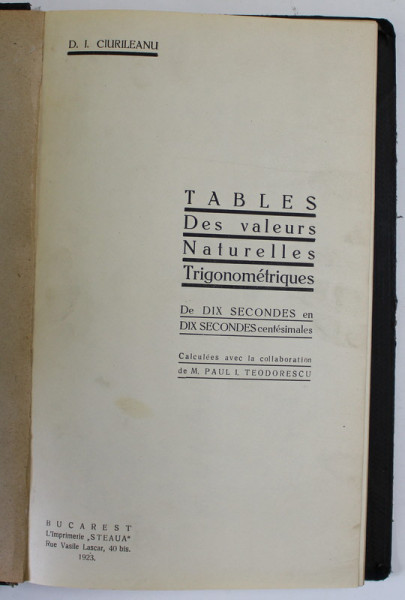 D. I. CIURILEANU
TABLES
Des valeurs
Naturelles
Trigonométriques
De DIX SECONDES en
DIX SECONDES centésimales
Calculées avec la collaboration
de M. PAUL I. TEODORESCU
BUCAREST
L'Imprimerie „STEAUA"
Rue Vasile Lascar, 40 bis.
1923.